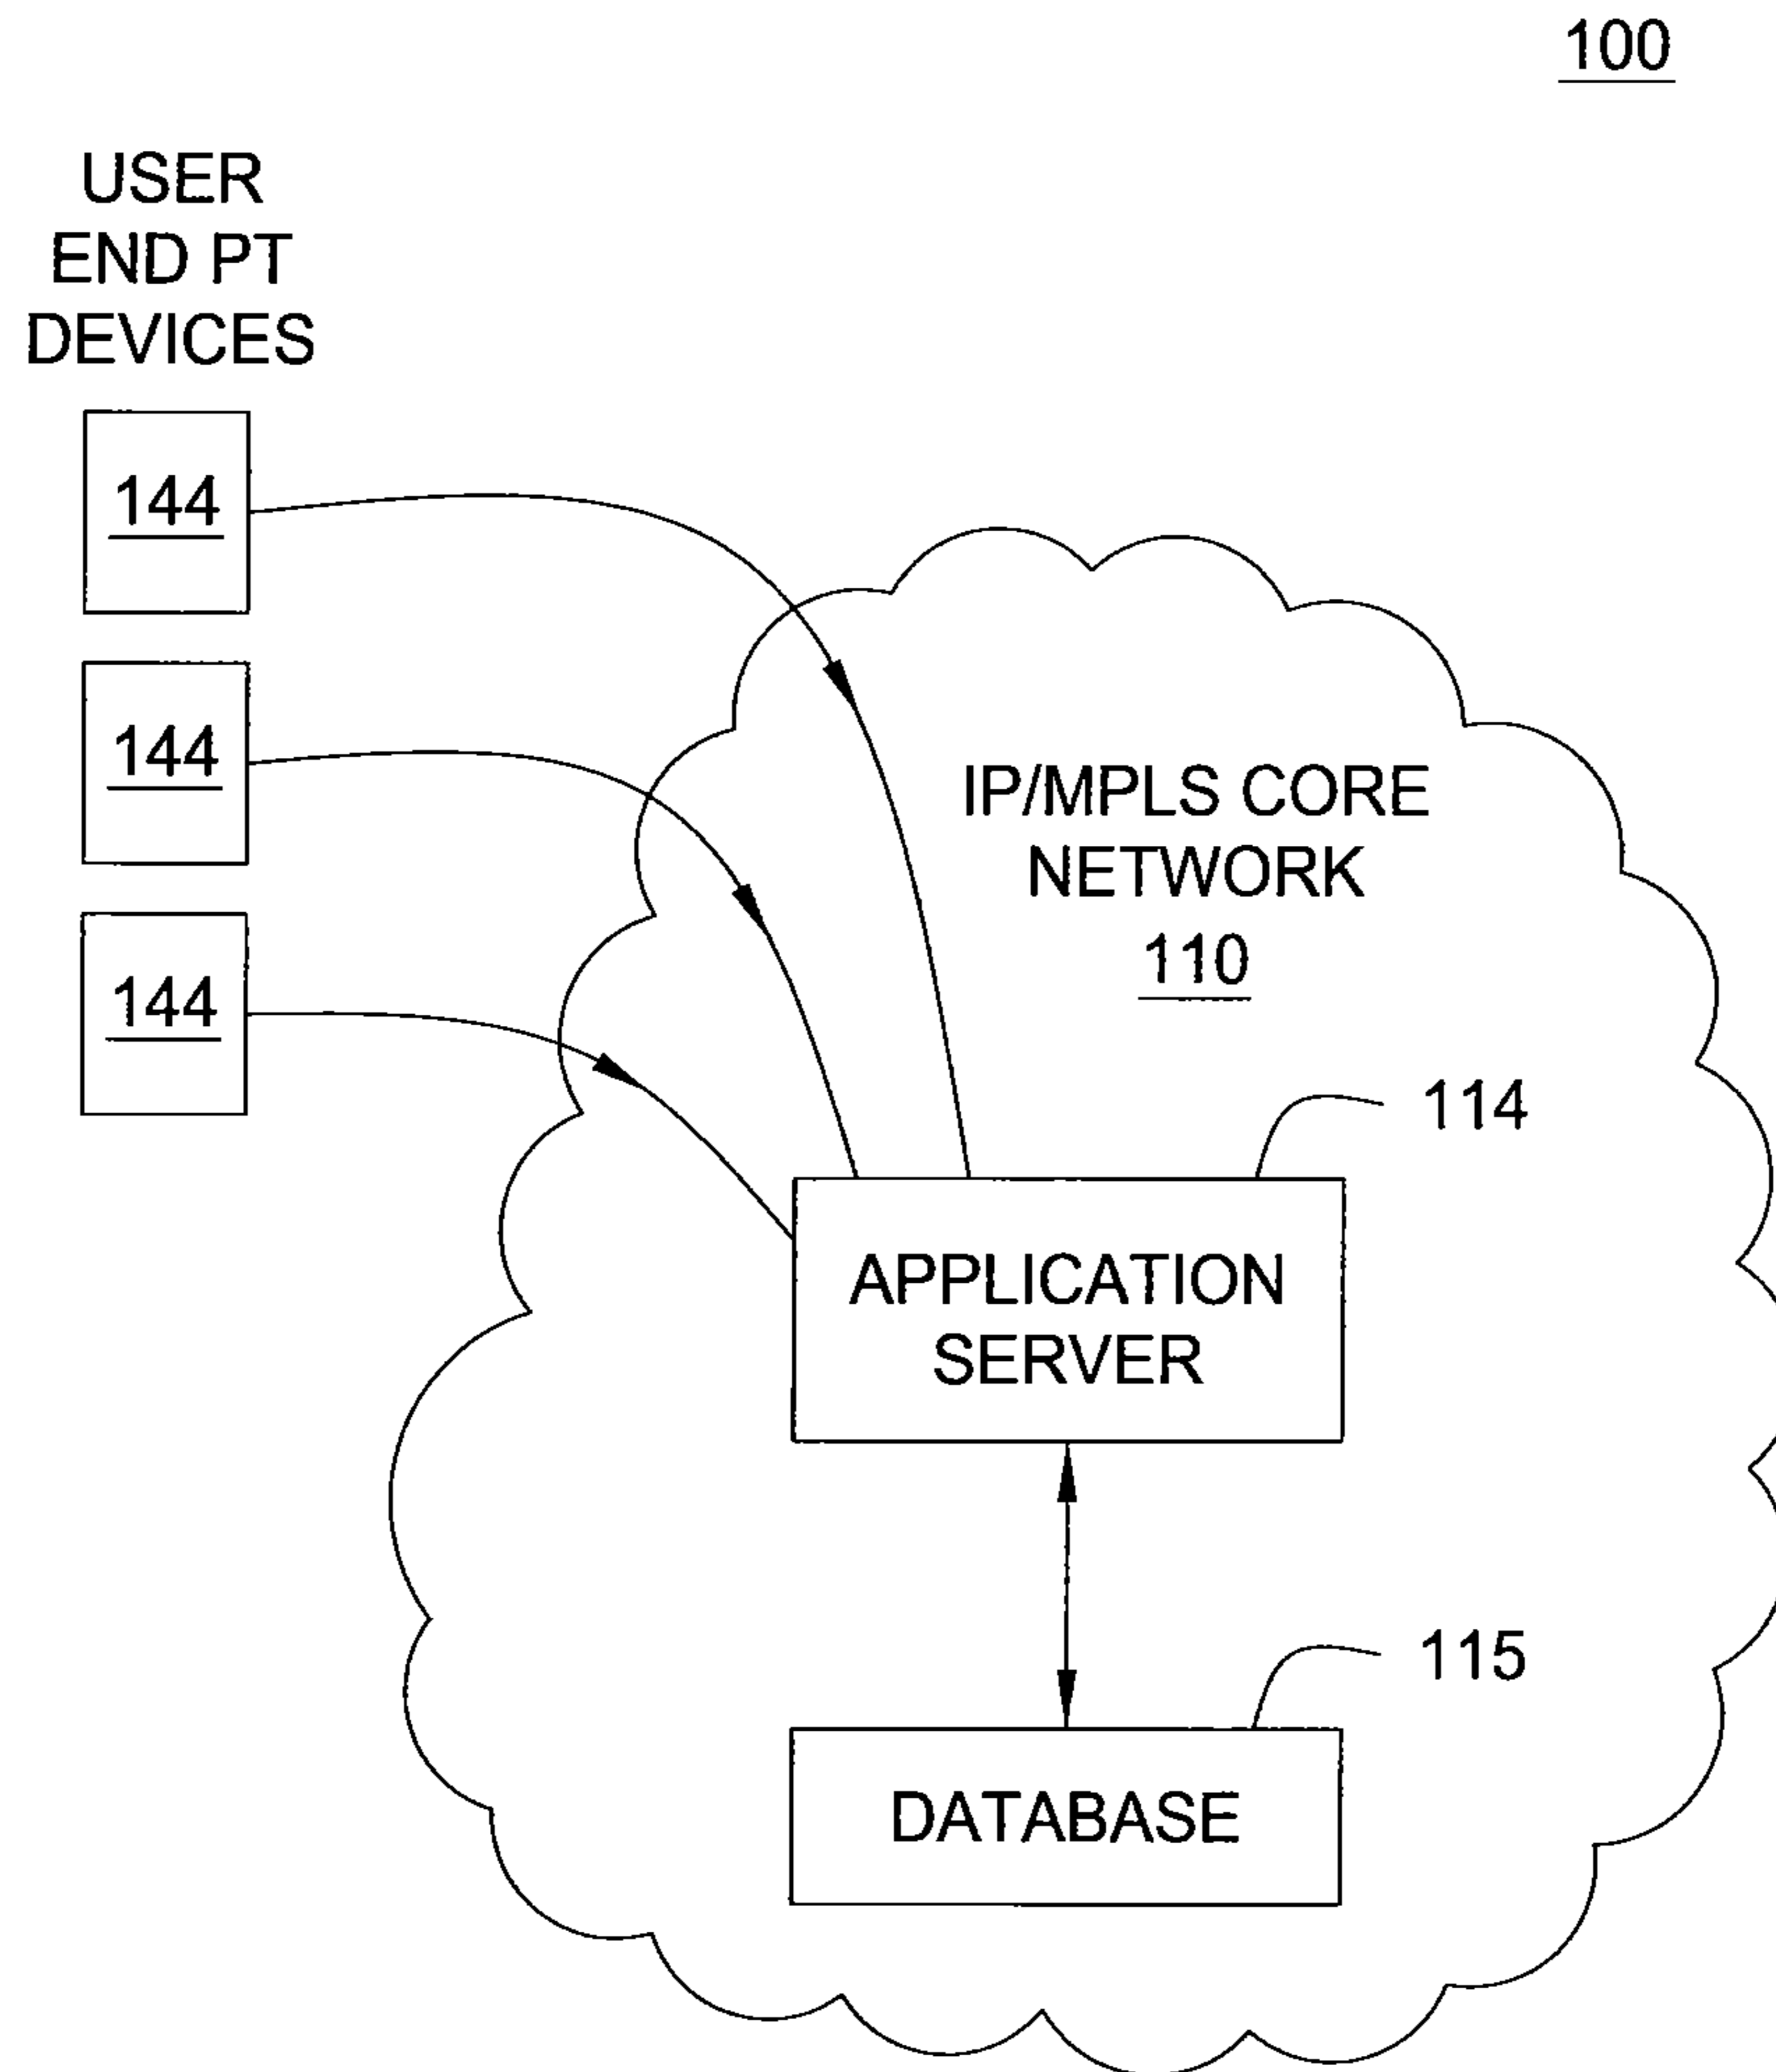 100
USER
END PT
DEVICES
144
144
144
IP/MPLS CORE
NETWORK
110
114
APPLICATION
SERVER
115
DATABASE